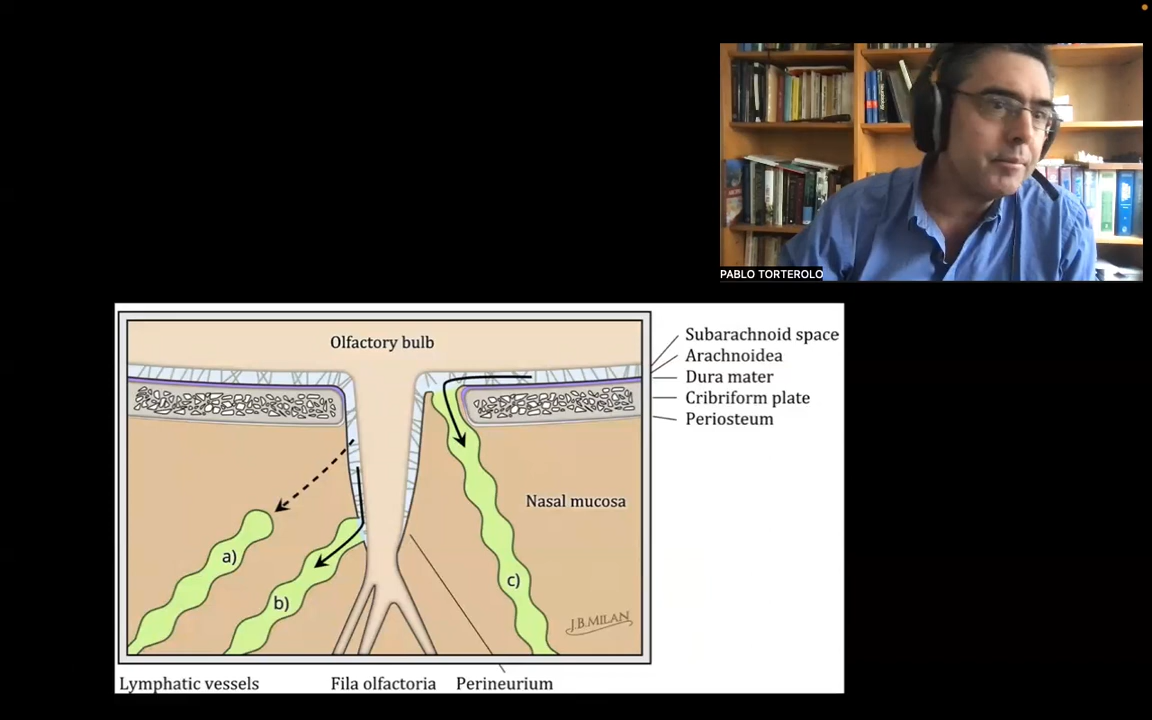 PABLO TORTEROLO
Olfactory bulb
Subarachnoid space
Arachnoidea
Dura mater
Cribriform plate
Periosteum
Nasal mucosa
a)
b)
c)
J.B.MILAN
Lymphatic vessels
Fila olfactoria
Perineurium